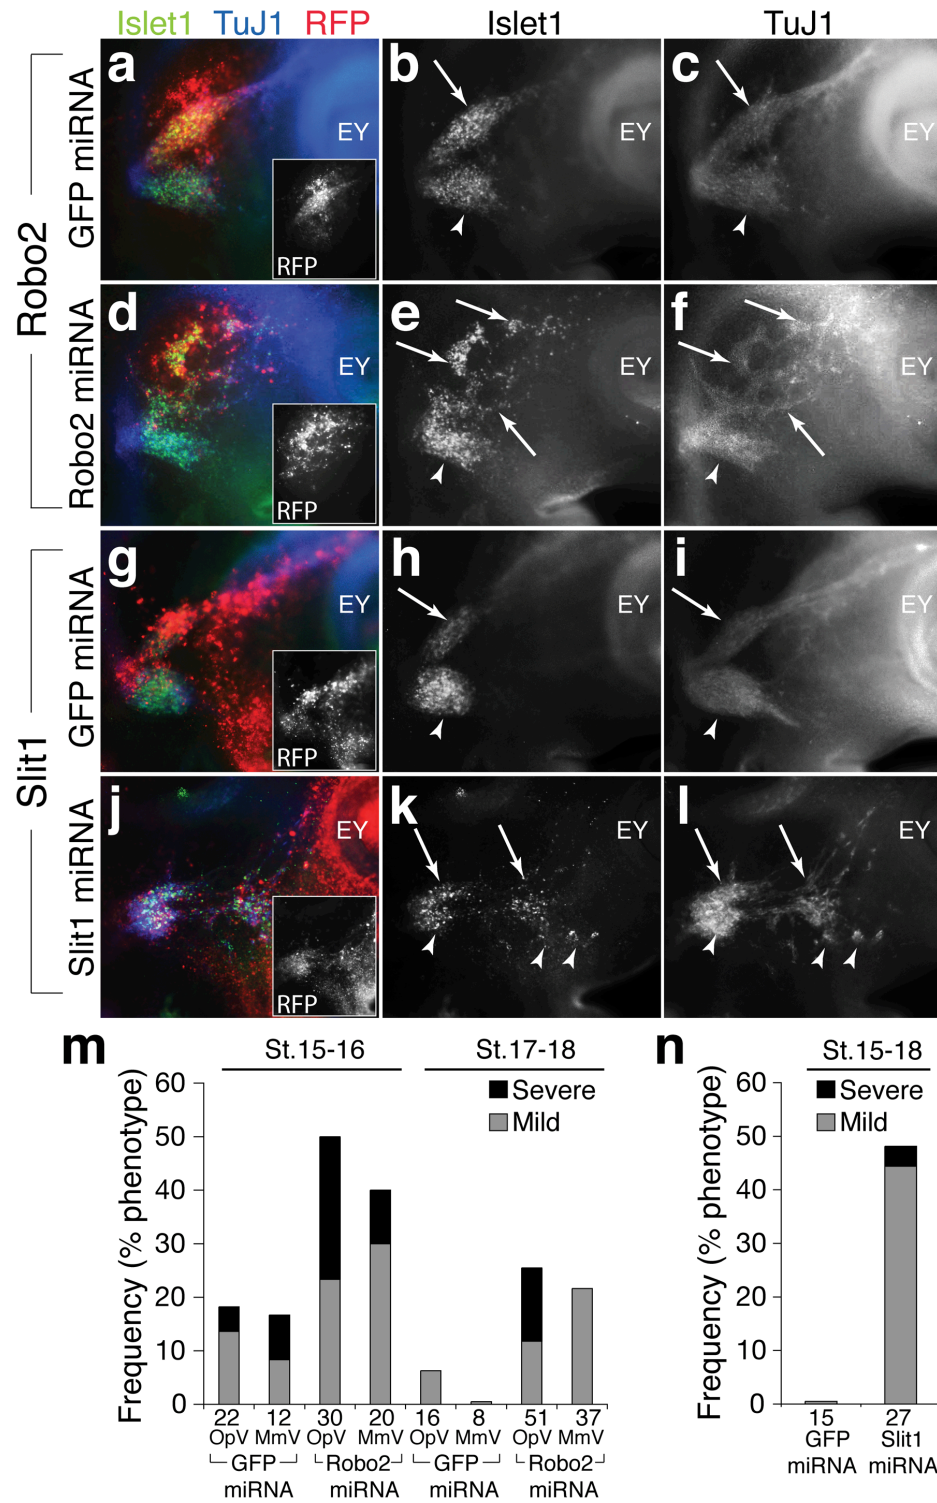 Islet1 TuJ1 RFP Islet1 TuJ1
Robo2
GFP miRNA
a EY RFP
b EY
c EY
Robo2 miRNA
d EY RFP
e EY
f EY
Slit1
GFP miRNA
g EY RFP
h EY
i EY
Slit1 miRNA
j EY RFP
k EY
l EY
m
St.15-16 St.17-18
Severe
Mild
Frequency (% phenotype)
60
50
40
30
20
10
0
22 12 30 20 16 8 51 37
OpV MmV OpV MmV OpV MmV OpV MmV
GFP Robo2 GFP Robo2
miRNA miRNA miRNA miRNA
n
St.15-18
Severe
Mild
Frequency (% phenotype)
60
50
40
30
20
10
0
15 27
GFP Slit1
miRNA miRNA